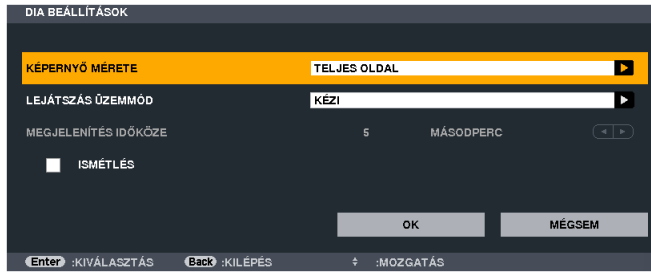 DIA BEÁLLÍTÁSOK
KÉPERNYŐ MÉRETE TELJES OLDAL
LEJÁTSZÁS ÜZEMMÓD KÉZI
MEGJELENÍTÉS IDŐKÖZE 5 MÁSODPERC
ISMÉTLÉS
OK MÉGSEM
Enter :KIVÁLASZTÁS Back :KILÉPÉS :MOZGATÁS